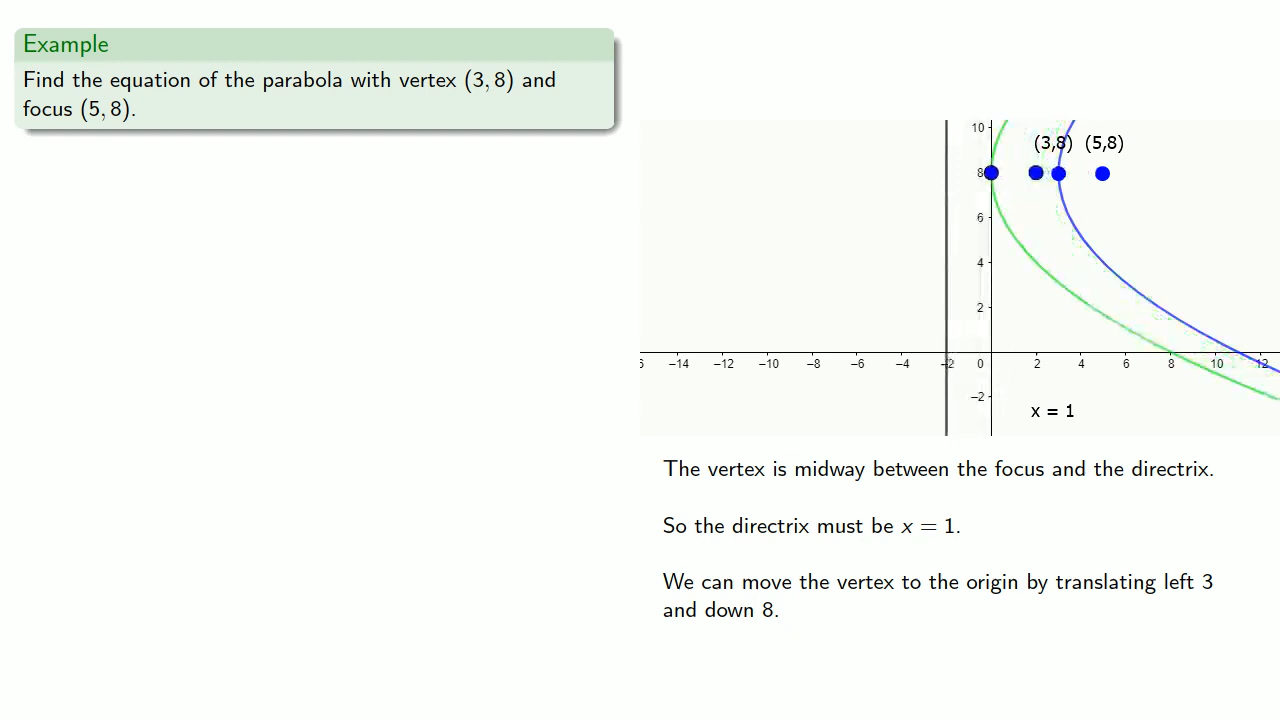 Example
Find the equation of the parabola with vertex (3, 8) and
focus (5, 8).
10
(3,8) (5,8)
8
6
4
2
6 −14 −12 −10 −8 −6 −4 −2 0 2 4 6 8 10 12
−2
x = 1
The vertex is midway between the focus and the directrix.
So the directrix must be x = 1.
We can move the vertex to the origin by translating left 3
and down 8.